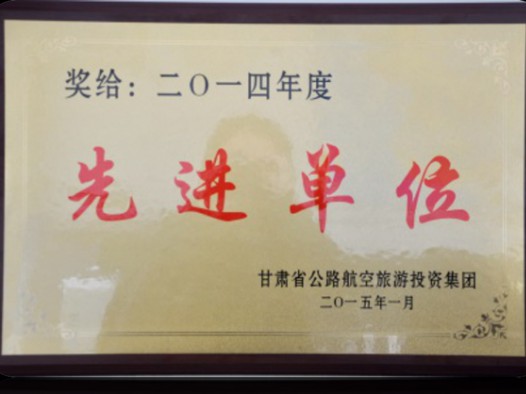 奖给：二〇一四年度
先进单位
甘肃省公路航空旅游投资集团
二〇一五年一月